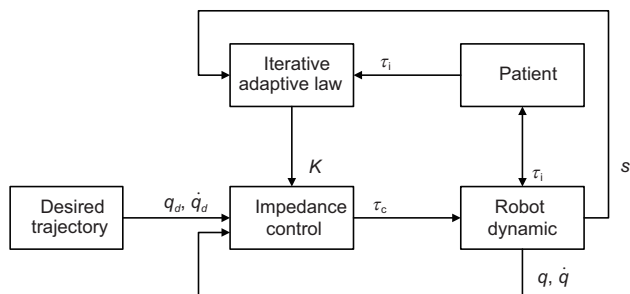 Iterative
adaptive law
τi
Patient
K
τi
s
Desired
trajectory
qd, q̇d
Impedance
control
τc
Robot
dynamic
q, q̇